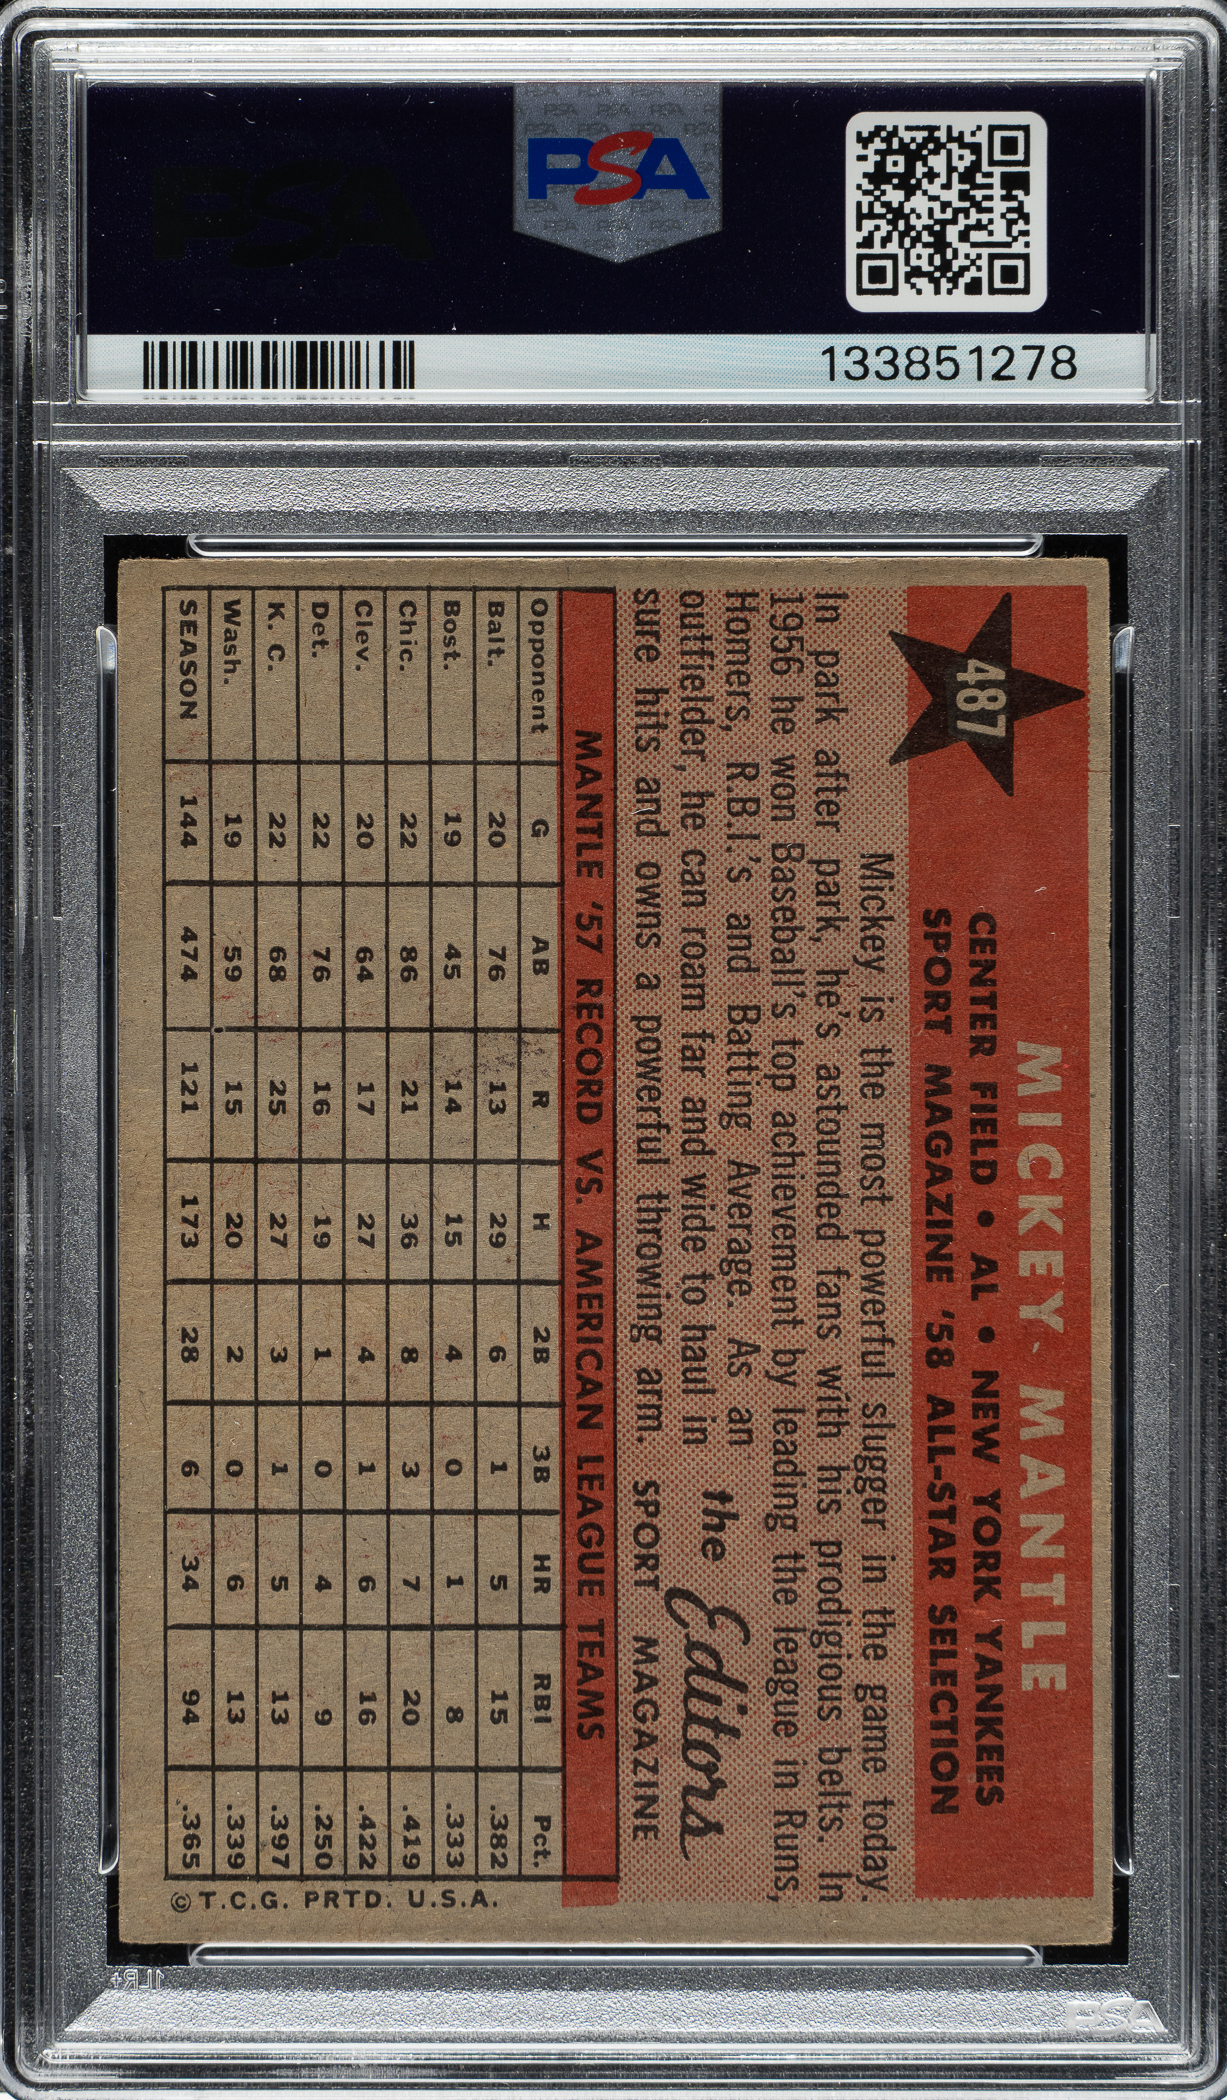 PSA
PSA
133851278
487
MICKEY MANTLE
CENTER FIELD • AL • NEW YORK YANKEES
SPORT MAGAZINE '58 ALL-STAR SELECTION
Mickey is the most powerful slugger in the game today.
In park after park, he's astounded fans with his prodigious belts. In
1956 he won Baseball's top achievement by leading the league in Runs,
Homers, R.B.I.'s and Batting Average. As an
outfielder, he can roam far and wide to haul in
sure hits and owns a powerful throwing arm.
the Editors
SPORT MAGAZINE
MANTLE '57 RECORD VS. AMERICAN LEAGUE TEAMS
Opponent G AB R H 2B 3B HR RBI Pct.
Balt. 20 76 13 29 6 1 5 15 .382
Bost. 19 45 14 15 4 0 1 8 .333
Chic. 22 86 21 36 8 3 7 20 .419
Clev. 20 64 17 27 4 1 6 16 .422
Det. 22 76 16 19 1 0 4 9 .250
K. C. 22 68 25 27 3 1 5 13 .397
Wash. 19 59 15 20 2 0 6 13 .339
SEASON 144 474 121 173 28 6 34 94 .365
© T.C.G. PRTD. U.S.A.
1LR+
PSA